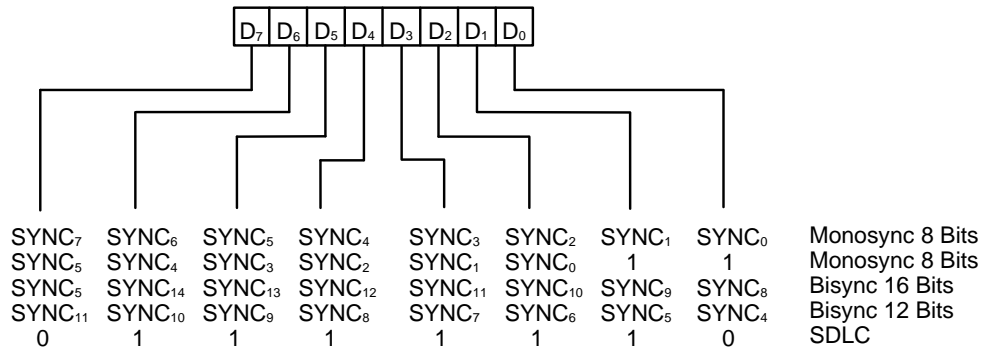 D₇ D₆ D₅ D₄ D₃ D₂ D₁ D₀
SYNC₇ SYNC₆ SYNC₅ SYNC₄ SYNC₃ SYNC₂ SYNC₁ SYNC₀ Monosync 8 Bits
SYNC₅ SYNC₄ SYNC₃ SYNC₂ SYNC₁ SYNC₀ 1 1 Monosync 8 Bits
SYNC₅ SYNC₁₄ SYNC₁₃ SYNC₁₂ SYNC₁₁ SYNC₁₀ SYNC₉ SYNC₈ Bisync 16 Bits
SYNC₁₁ SYNC₁₀ SYNC₉ SYNC₈ SYNC₇ SYNC₆ SYNC₅ SYNC₄ Bisync 12 Bits
0 1 1 1 1 1 1 0 SDLC